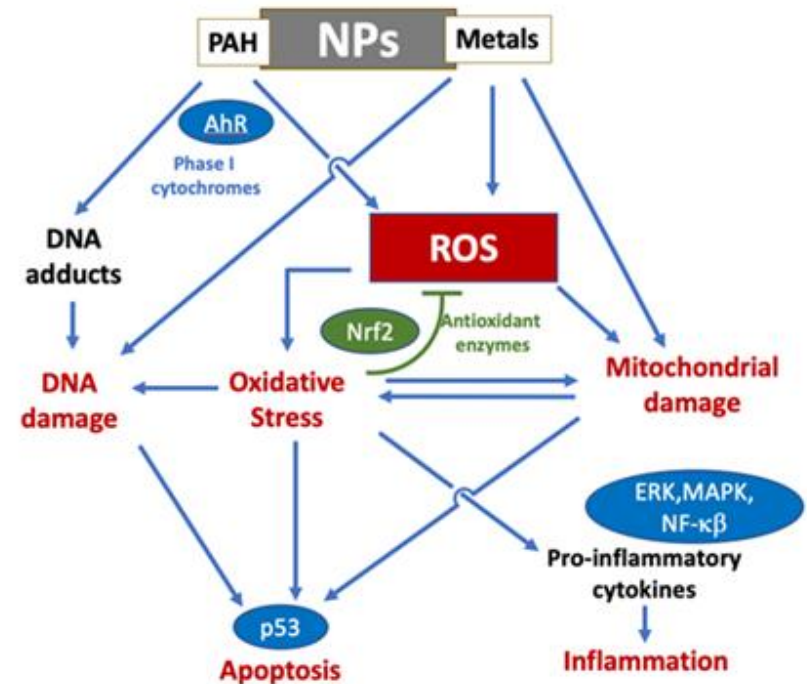 PAH NPs Metals
AhR
Phase I
cytochromes
DNA
adducts
ROS
Nrf2
Antioxidant
enzymes
DNA
damage
Oxidative
Stress
Mitochondrial
damage
ERK,MAPK,
NF-κβ
Pro-inflammatory
cytokines
p53
Apoptosis
Inflammation